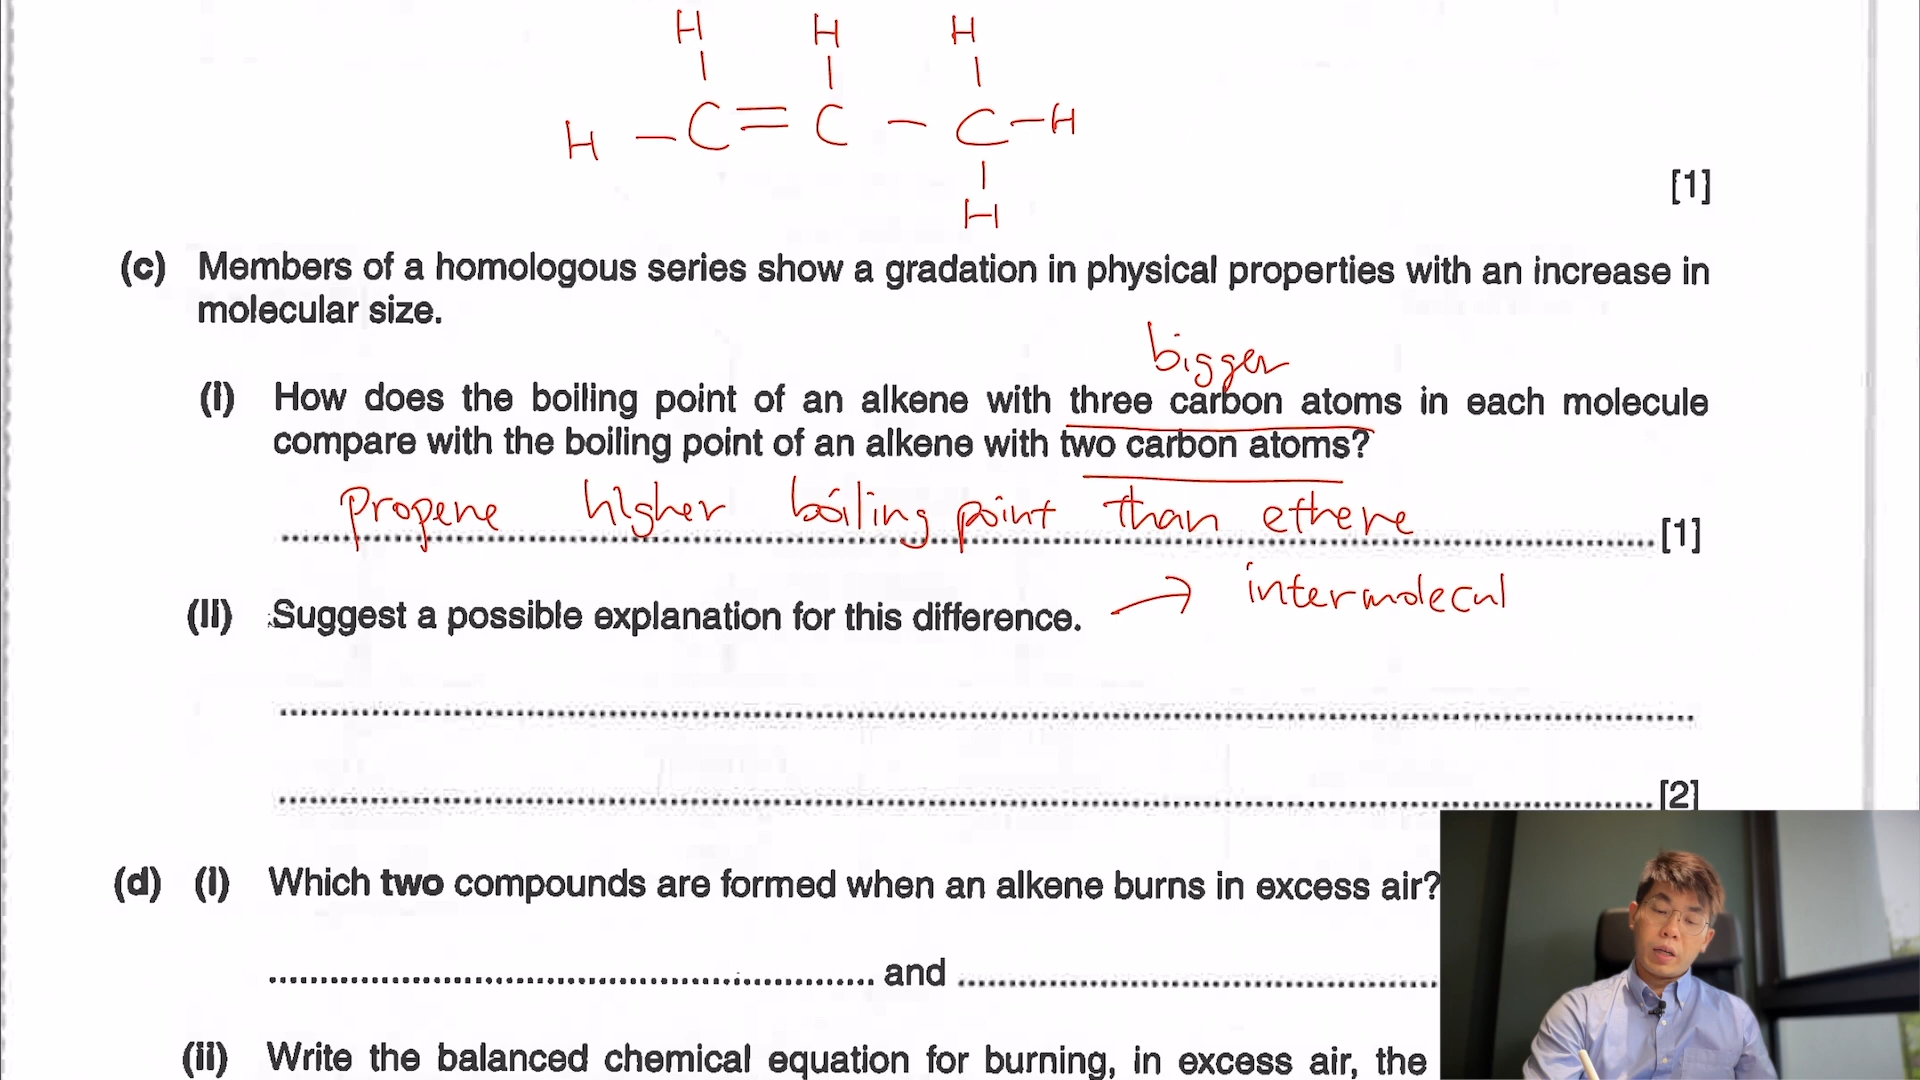 H H H
H — C = C — C — H
H
[1]
(c) Members of a homologous series show a gradation in physical properties with an increase in
molecular size.
bigger
(i) How does the boiling point of an alkene with three carbon atoms in each molecule
compare with the boiling point of an alkene with two carbon atoms?
propene higher boiling point than ethene
[1]
(ii) Suggest a possible explanation for this difference. → intermolecul
[2]
(d) (i) Which two compounds are formed when an alkene burns in excess air?
and
(ii) Write the balanced chemical equation for burning, in excess air, the